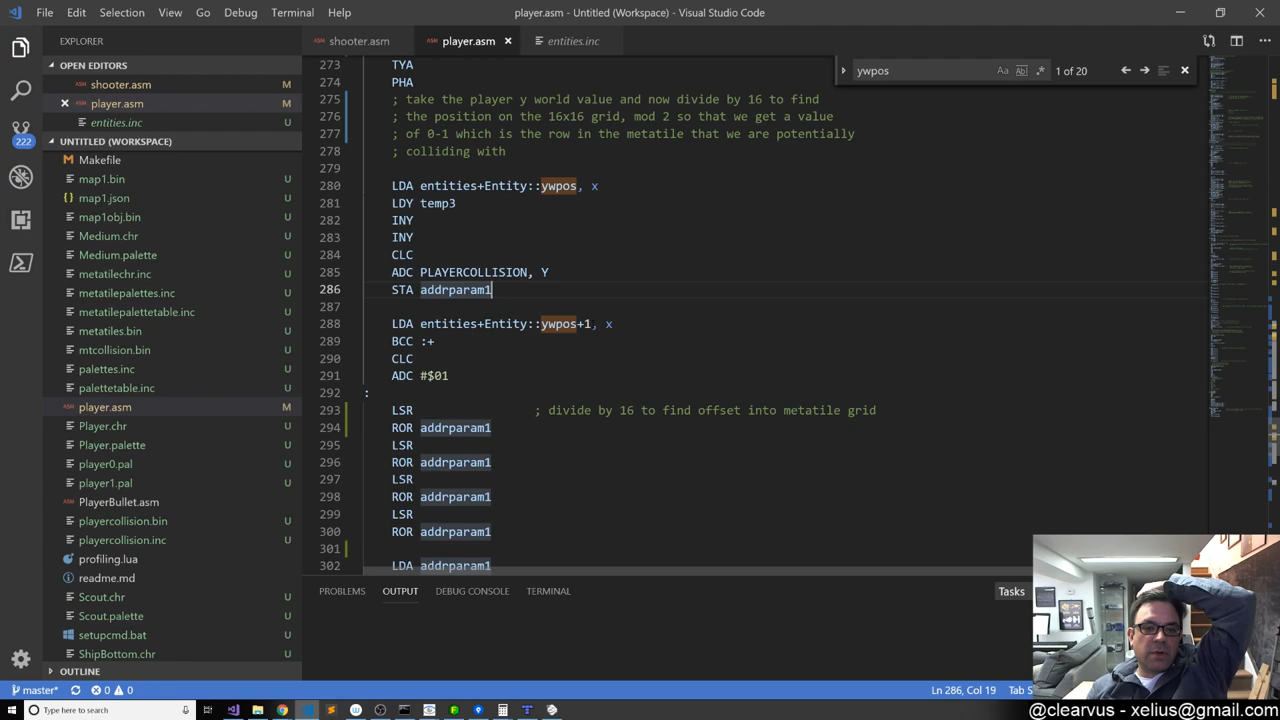 File Edit Selection View Go Debug Terminal Help
player.asm - Untitled (Workspace) - Visual Studio Code
EXPLORER
OPEN EDITORS
shooter.asm M
player.asm M
entities.inc
222
UNTITLED (WORKSPACE)
Makefile
map1.bin U
map1.json U
map1obj.bin U
Medium.chr U
Medium.palette U
metatilechr.inc U
metatilepalettes.inc U
metatilepalettetable.inc U
metatiles.bin U
mtcollision.bin U
palettes.inc U
palettetable.inc U
player.asm M
Player.chr U
Player.palette U
player0.pal U
player1.pal U
PlayerBullet.asm
playercollision.bin U
playercollision.inc U
profiling.lua
readme.md U
Scout.chr U
Scout.palette U
setupcmd.bat U
ShipBottom.chr U
OUTLINE
shooter.asm
player.asm
entities.inc
ywpos
Aa
Abl
1 of 20
273 TYA
274 PHA
275 ; take the player y world value and now divide by 16 to find
276 ; the position on the 16x16 grid, mod 2 so that we get a value
277 ; of 0-1 which is the row in the metatile that we are potentially
278 ; colliding with
279
280 LDA entities+Entity::ywpos, x
281 LDY temp3
282 INY
283 INY
284 CLC
285 ADC PLAYERCOLLISION, Y
286 STA addrparam1
287
288 LDA entities+Entity::ywpos+1, x
289 BCC :+
290 CLC
291 ADC #$01
292 :
293 LSR ; divide by 16 to find offset into metatile grid
294 ROR addrparam1
295 LSR
296 ROR addrparam1
297 LSR
298 ROR addrparam1
299 LSR
300 ROR addrparam1
301
302 LDA addrparam1
PROBLEMS OUTPUT DEBUG CONSOLE TERMINAL
Tasks
master* 0 0
Ln 286, Col 19 Tab S
Type here to search
@clearvus - xelius@gmail.com